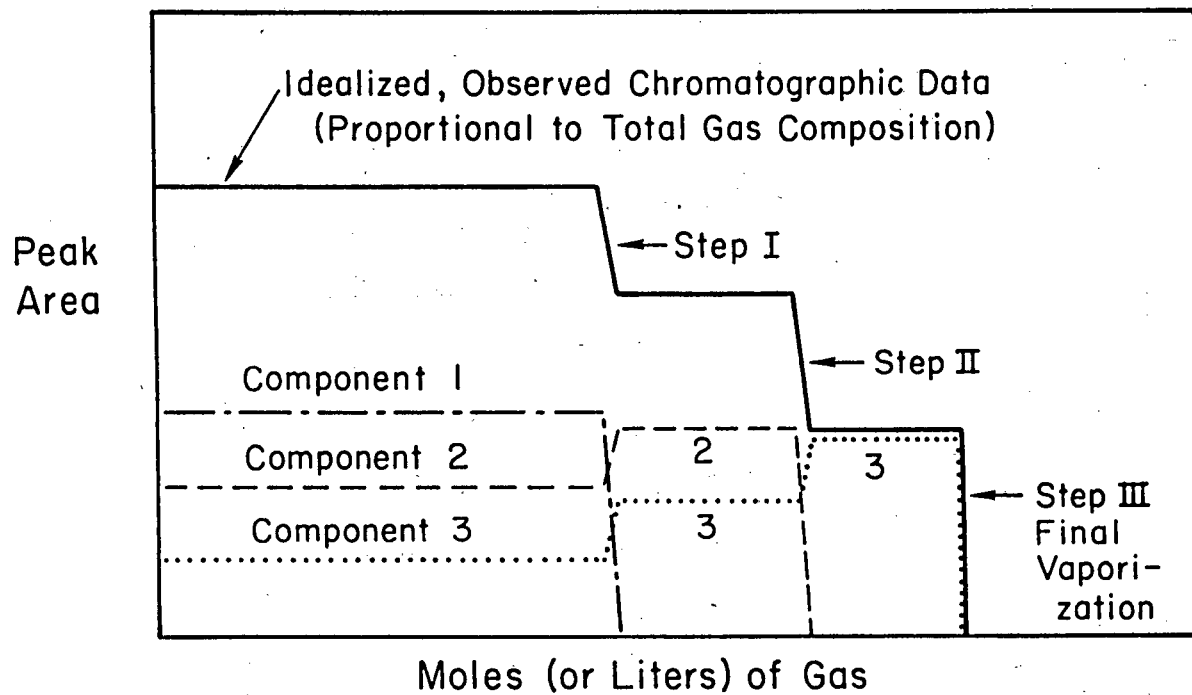 Idealized, Observed Chromatographic Data
(Proportional to Total Gas Composition)
Peak
Area
Step I
Step II
Component 1
Component 2
2
3
Component 3
3
Step III
Final
Vapori-
zation
Moles (or Liters) of Gas